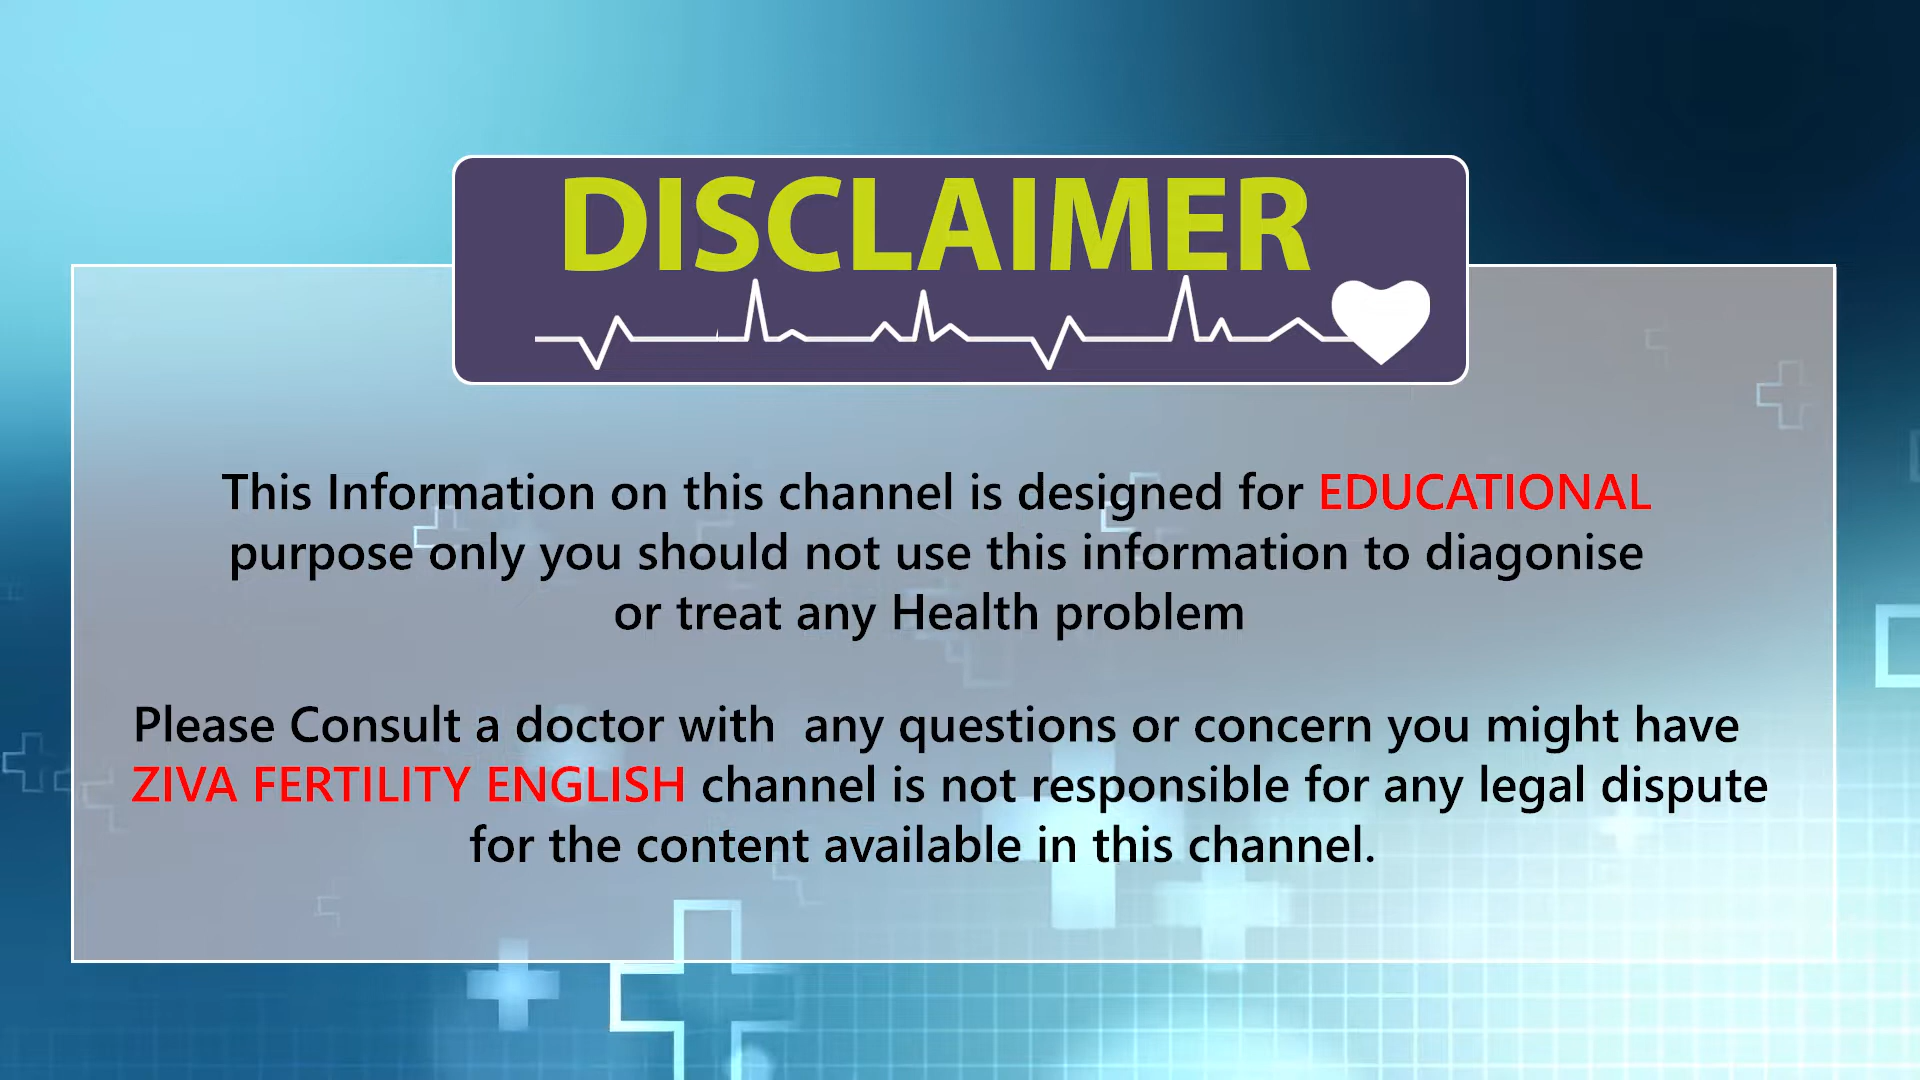 DISCLAIMER
This Information on this channel is designed for EDUCATIONAL
purpose only you should not use this information to diagonise
or treat any Health problem
Please Consult a doctor with  any questions or concern you might have
ZIVA FERTILITY ENGLISH channel is not responsible for any legal dispute
for the content available in this channel.